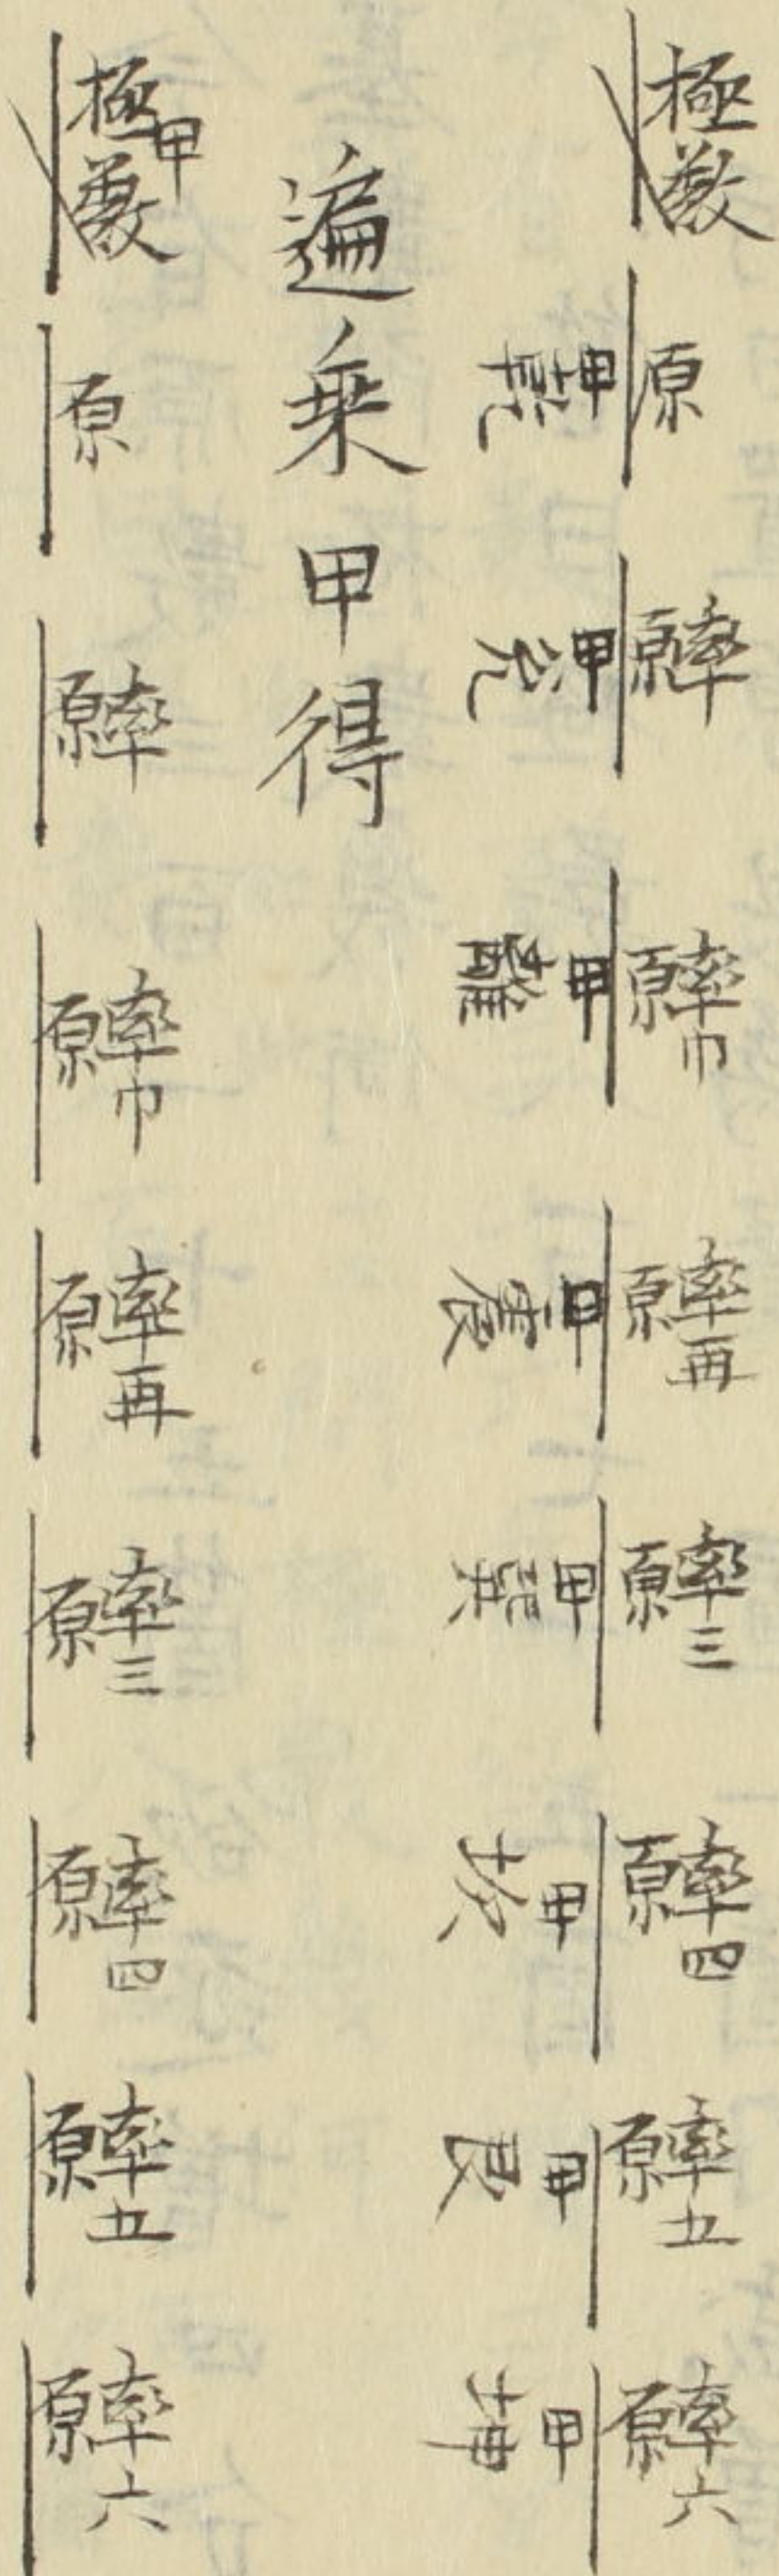 極数 原 原率 原率巾 原率再 原率三 原率四 原率五 原率六
甲乾 甲兌 甲離 甲震 甲巽 甲坎 甲艮 甲坤
遍乗甲得
極甲数 原 原率 原率巾 原率再 原率三 原率四 原率五 原率六